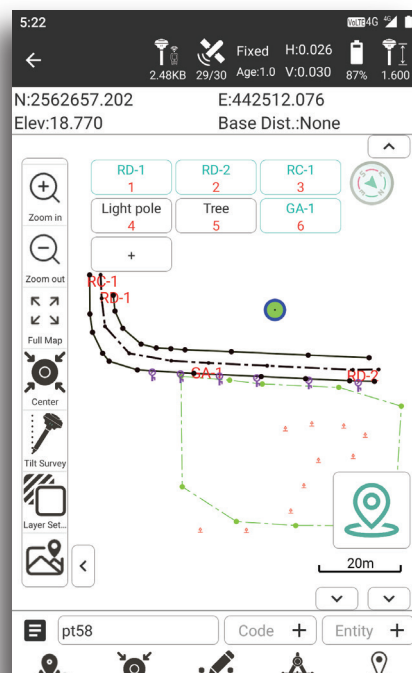 5:22 VoLTE 4G 4G
Fixed H:0.026
2.48KB 29/30 Age:1.0 V:0.030 87% 1.600
N:2562657.202 E:442512.076
Elev:18.770 Base Dist.:None
RD-1 RD-2 RC-1
1 2 3
Light pole Tree GA-1
4 5 6
+
Zoom in
Zoom out
Full Map
Center
Tilt Survey
Layer Set...
RC-1
RD-1
GA-1 RD-2
20m
pt58 Code + Entity +